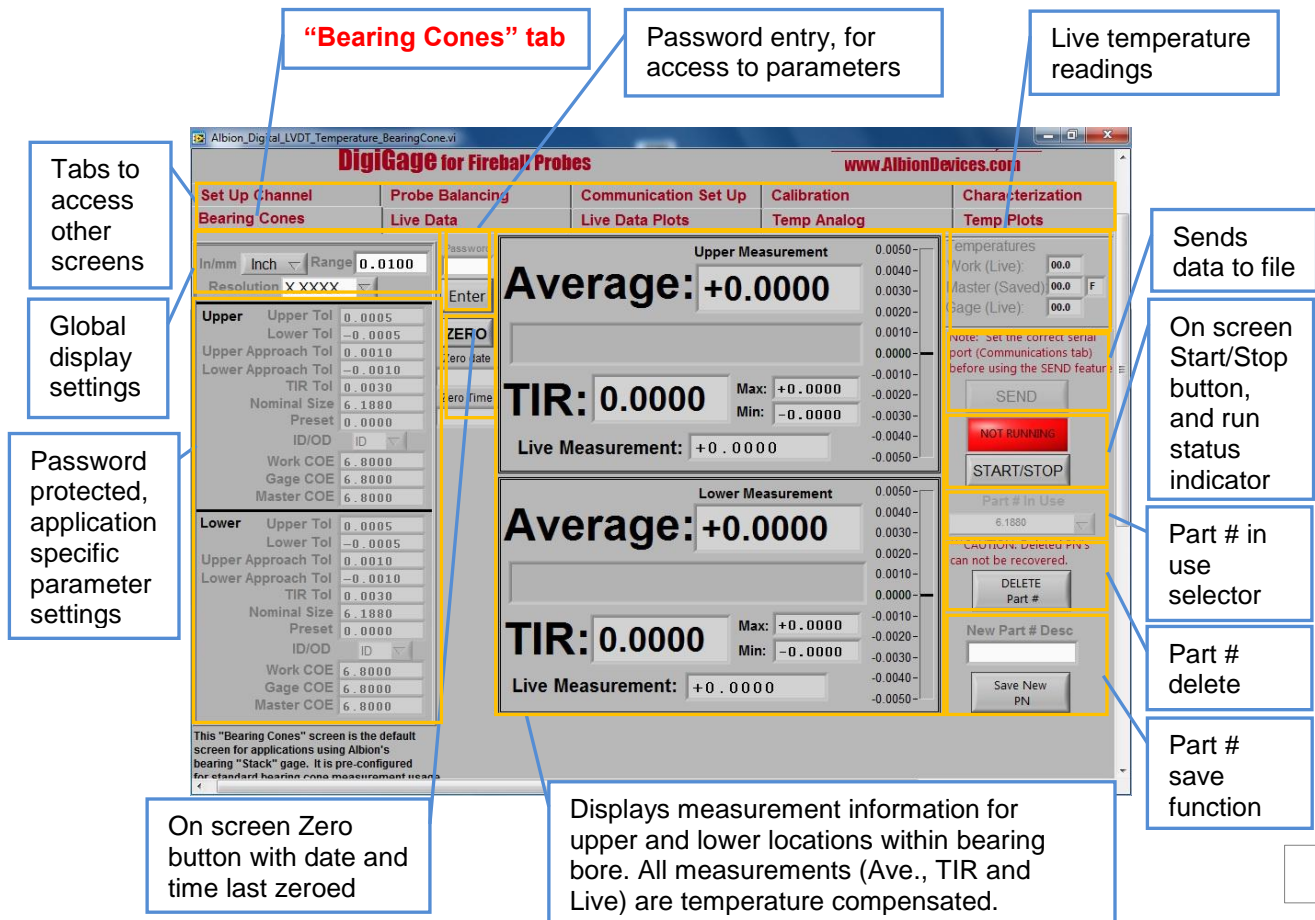 “Bearing Cones” tab
Password entry, for
access to parameters
Live temperature
readings
Tabs to
access
other
screens
Global
display
settings
Password
protected,
application
specific
parameter
settings
Albion_Digital_LVDT_Temperature_BearingCone.vi
DigiGage for Fireball Probes
www.AlbionDevices.com
Set Up Channel
Probe Balancing
Communication Set Up
Calibration
Characterization
Bearing Cones
Live Data
Live Data Plots
Temp Analog
Temp Plots
In/mm Inch Range 0.0100
Resolution X.XXXX
Upper Upper Tol 0.0005
Lower Tol -0.0005
Upper Approach Tol 0.0010
Lower Approach Tol -0.0010
TIR Tol 0.0030
Nominal Size 6.1880
Preset 0.0000
ID/OD ID
Work COE 6.8000
Gage COE 6.8000
Master COE 6.8000
Lower Upper Tol 0.0005
Lower Tol -0.0005
Upper Approach Tol 0.0010
Lower Approach Tol -0.0010
TIR Tol 0.0030
Nominal Size 6.1880
Preset 0.0000
ID/OD ID
Work COE 6.8000
Gage COE 6.8000
Master COE 6.8000
This "Bearing Cones" screen is the default
screen for applications using Albion's
bearing "Stack" gage. It is pre-configured
for standard bearing cone measurement usage
Password
Enter
ZERO
Zero date
Zero Time
Upper Measurement
Average: +0.0000
TIR: 0.0000
Max: +0.0000
Min: -0.0000
Live Measurement: +0.0000
0.0050
0.0040
0.0030
0.0020
0.0010
0.0000
-0.0010
-0.0020
-0.0030
-0.0040
-0.0050
Lower Measurement
Average: +0.0000
TIR: 0.0000
Max: +0.0000
Min: -0.0000
Live Measurement: +0.0000
0.0050
0.0040
0.0030
0.0020
0.0010
0.0000
-0.0010
-0.0020
-0.0030
-0.0040
-0.0050
Temperatures
Work (Live): 00.0
Master (Saved): 00.0 F
Gage (Live): 00.0
Note: Set the correct serial
port (Communications tab)
before using the SEND feature
SEND
NOT RUNNING
START/STOP
Part # In Use
6.1880
CAUTION: Deleted PN's
can not be recovered.
DELETE
Part #
New Part # Desc
Save New
PN
Sends
data to file
On screen
Start/Stop
button,
and run
status
indicator
Part # in
use
selector
Part #
delete
Part #
save
function
On screen Zero
button with date and
time last zeroed
Displays measurement information for
upper and lower locations within bearing
bore. All measurements (Ave., TIR and
Live) are temperature compensated.